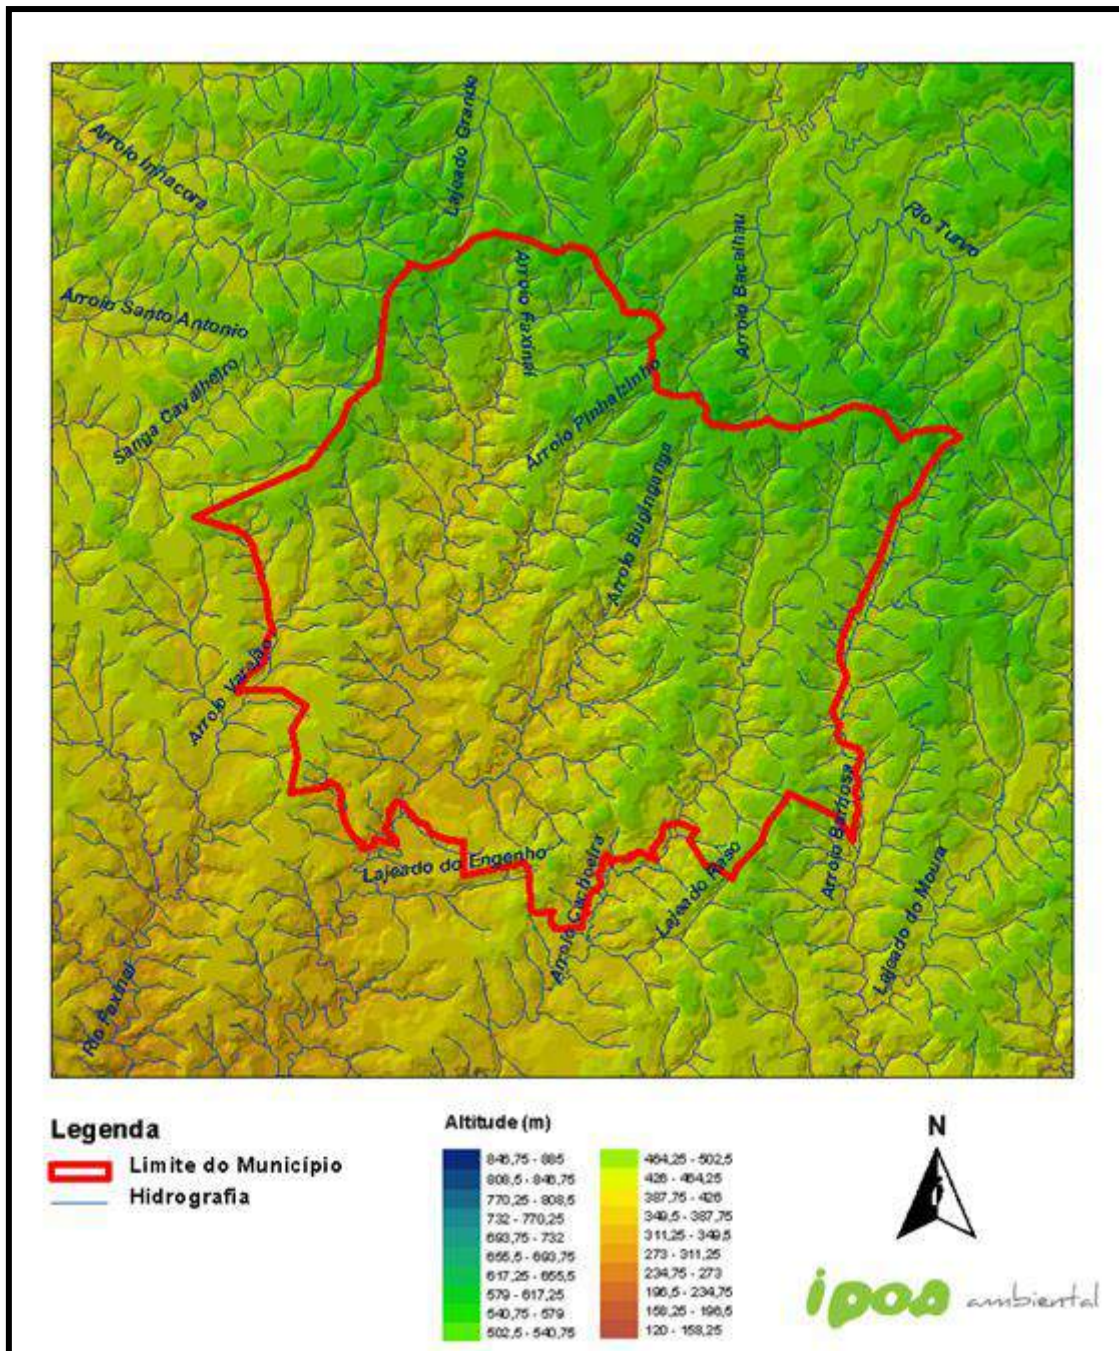 Lajeado Grande
Arroio Inhacora
Rio Turvo
Arroio Bacalhau
Arroio Faxinal
Arroio Santo Antonio
Sanga Cavalheiro
Arroio Pinhalzinho
Arroio Buginganga
Arroio Varajão
Lajeado do Engenho
Arroio Cachoeira
Lajeado Raso
Arroio Barbosa
Lajeado do Moura
Rio Faxinal
Legenda
Limite do Município
Hidrografia
Altitude (m)
846,75 - 885
808,5 - 846,75
770,25 - 808,5
732 - 770,25
693,75 - 732
655,5 - 693,75
617,25 - 655,5
579 - 617,25
540,75 - 579
502,5 - 540,75
464,25 - 502,5
426 - 464,25
387,75 - 426
349,5 - 387,75
311,25 - 349,5
273 - 311,25
234,75 - 273
196,5 - 234,75
158,25 - 196,5
120 - 158,25
N
ipoa ambiental